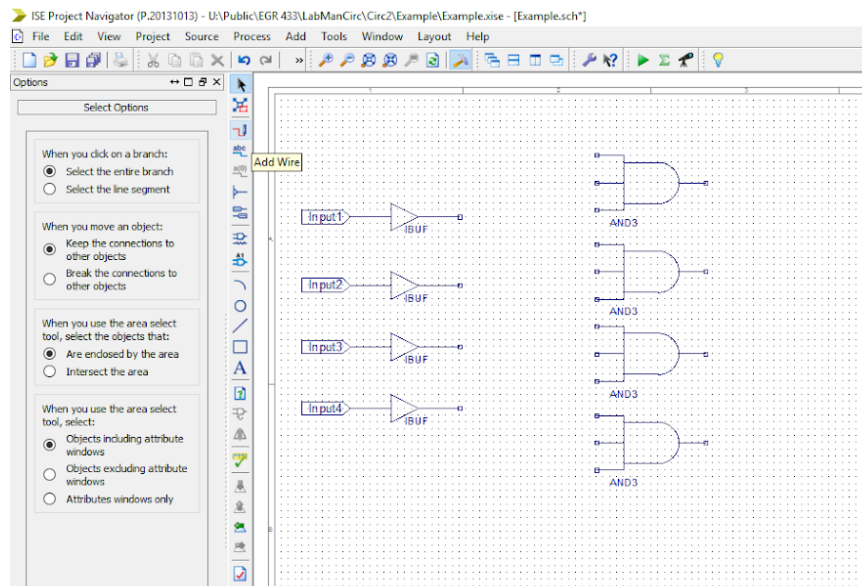 ISE Project Navigator (P.20131013) - U:\Public\EGR 433\LabManCirc\Circ2\Example\Example.xise - [Example.sch*]
File Edit View Project Source Process Add Tools Window Layout Help
Options
Select Options
When you click on a branch:
Select the entire branch
Select the line segment
When you move an object:
Keep the connections to
other objects
Break the connections to
other objects
When you use the area select
tool, select the objects that:
Are enclosed by the area
Intersect the area
When you use the area select
tool, select:
Objects including attribute
windows
Objects excluding attribute
windows
Attributes windows only
abc
Add Wire
A
1 2 3
Input1
IBUF
Input2
IBUF
Input3
IBUF
Input4
IBUF
AND3
AND3
AND3
AND3
A
B